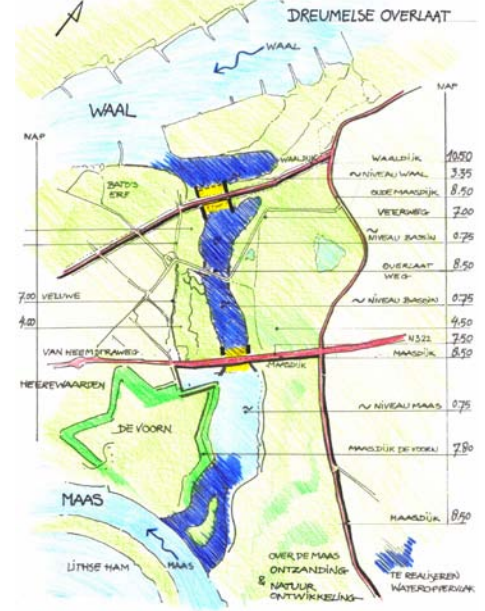 DREUMELSE OVERLAAT
WAAL
WAAL
NAP
NAP
WAALDIJK
WAALDIJK 10.50
~ NIVEAU WAAL 3.35
BATO'S
ERF
OUDE MAASDIJK 8.50
VEERWEG 7.00
~ NIVEAU BASSIN 0.75
OVERLAAT
WEG 8.50
7.00 VELUWE
~ NIVEAU BASSIN 0.75
4.00
4.50
N322 7.50
VAN HEEMSTRAWEG
MAASDIJK
MAASDIJK 8.50
HEEREWAARDEN
~ NIVEAU MAAS 0.75
DE VOORN
MAASDIJK DE VOORN 7.80
MAAS
MAASDIJK 8.50
MAAS
LITHSE HAM
OVER DE MAAS
ONTZANDING
& NATUUR
ONTWIKKELING
TE REALISEREN
WATEROPPERVLAK